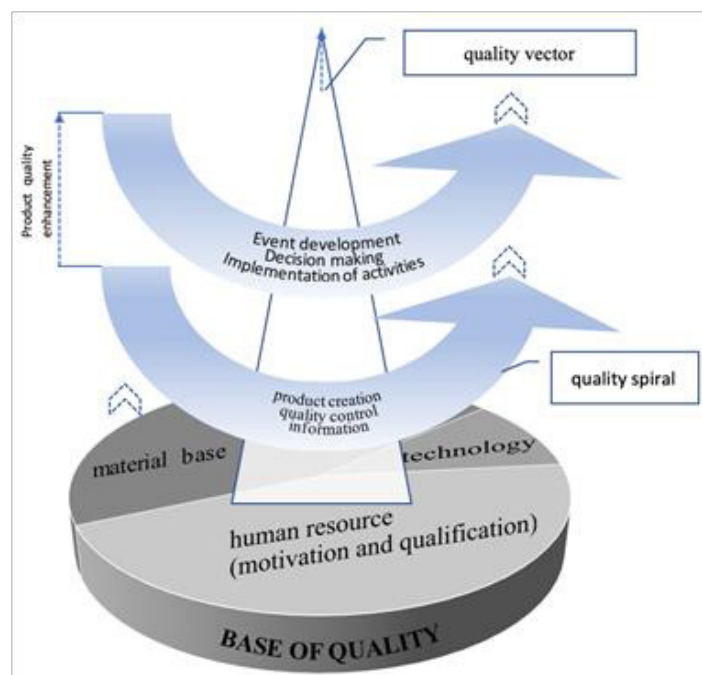 quality vector
Product quality
enhancement
Event development
Decision making
Implementation of activities
quality spiral
product creation
quality control
information
material base
technology
human resource
(motivation and qualification)
BASE OF QUALITY